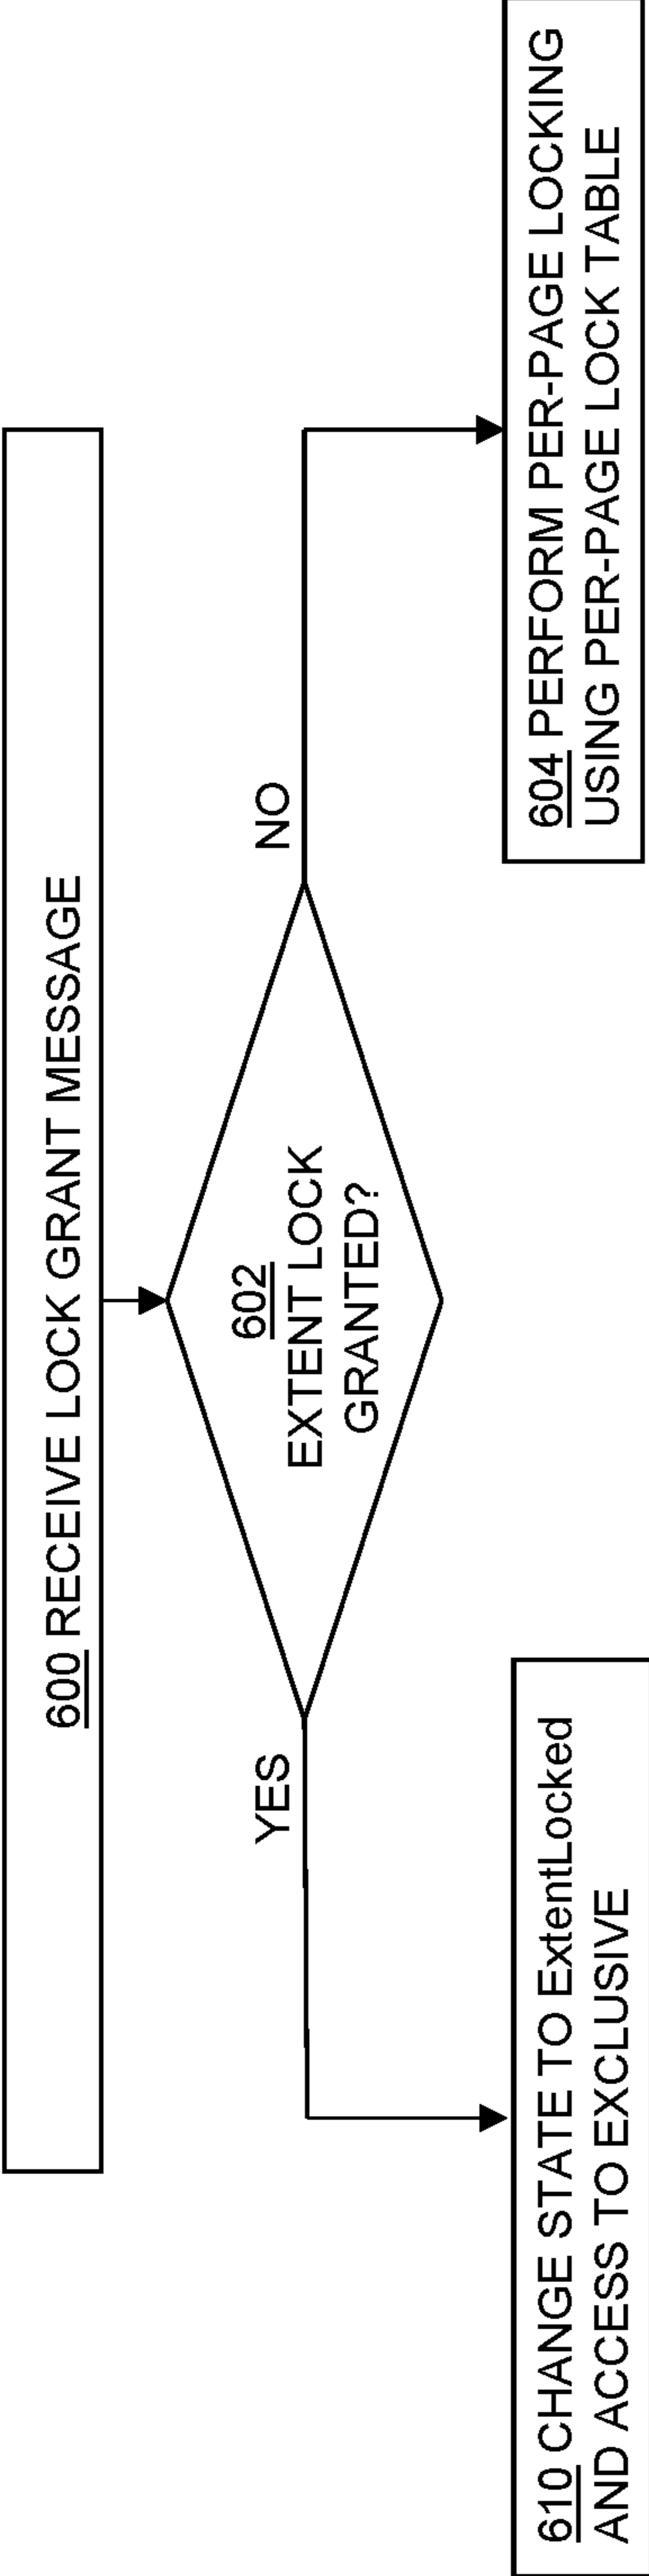 600 RECEIVE LOCK GRANT MESSAGE
602
EXTENT LOCK
GRANTED?
YES
NO
610 CHANGE STATE TO ExtentLocked
AND ACCESS TO EXCLUSIVE
604 PERFORM PER-PAGE LOCKING
USING PER-PAGE LOCK TABLE